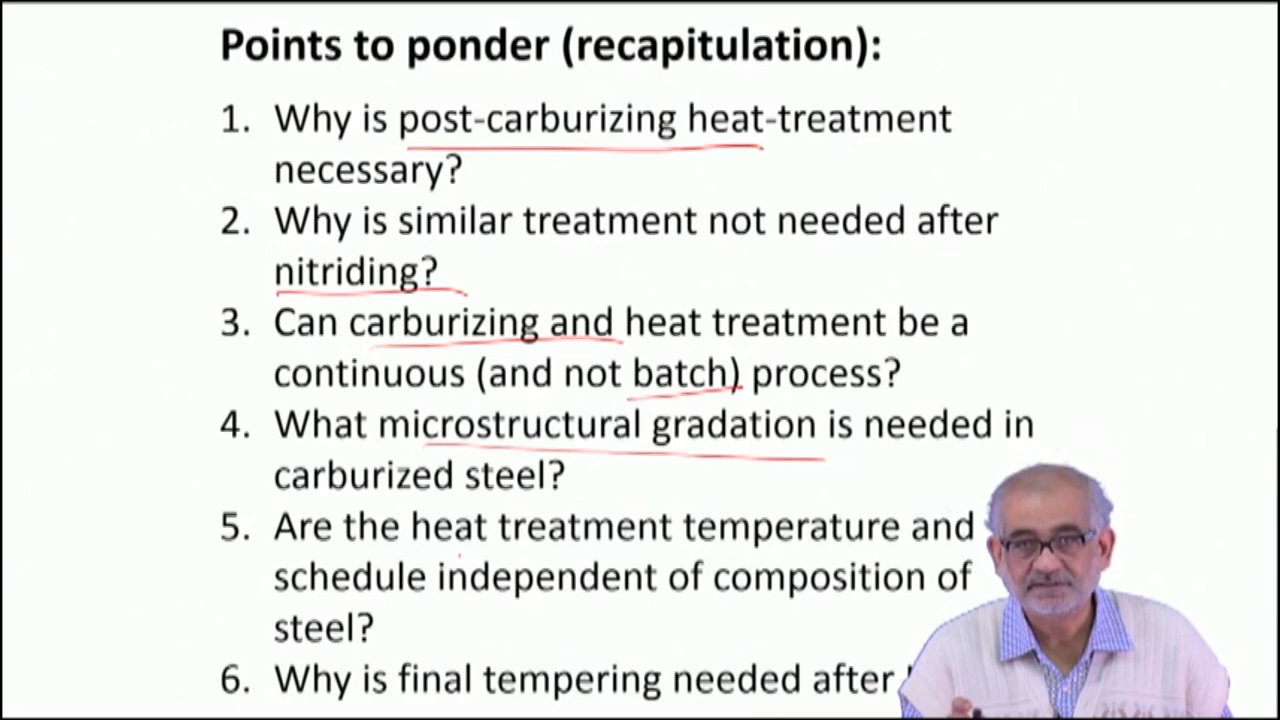 Points to ponder (recapitulation):
1. Why is post-carburizing heat-treatment
necessary?
2. Why is similar treatment not needed after
nitriding?
3. Can carburizing and heat treatment be a
continuous (and not batch) process?
4. What microstructural gradation is needed in
carburized steel?
5. Are the heat treatment temperature and
schedule independent of composition of
steel?
6. Why is final tempering needed after